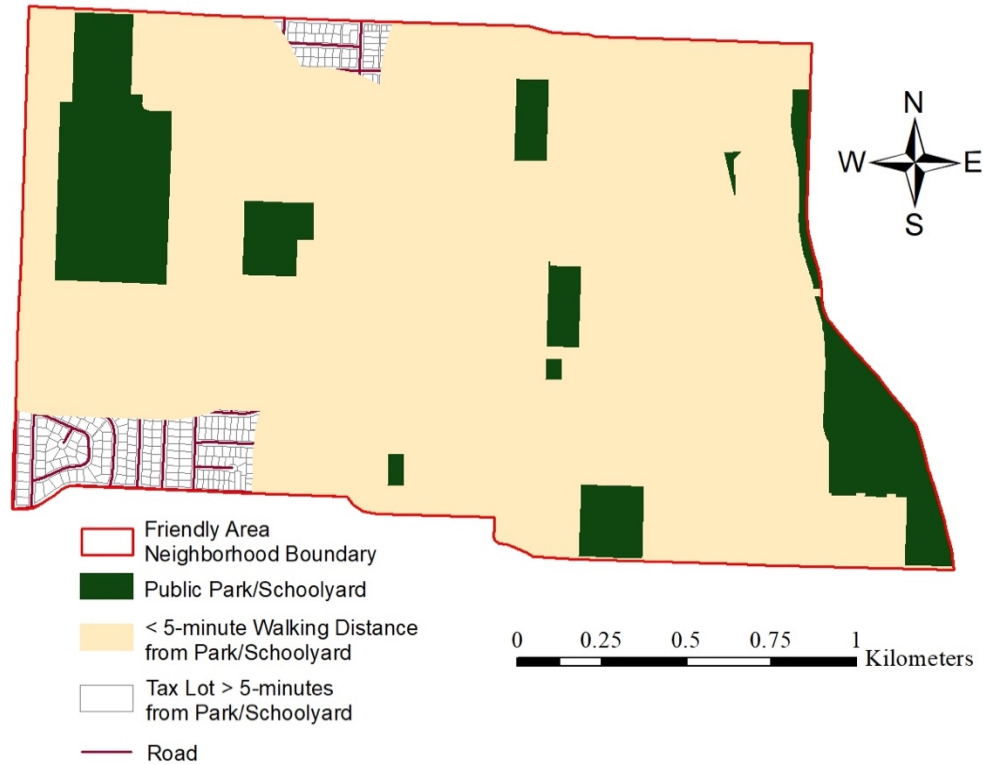 N
W E
S
Friendly Area
Neighborhood Boundary
Public Park/Schoolyard
< 5-minute Walking Distance
from Park/Schoolyard
Tax Lot > 5-minutes
from Park/Schoolyard
Road
0 0.25 0.5 0.75 1
Kilometers